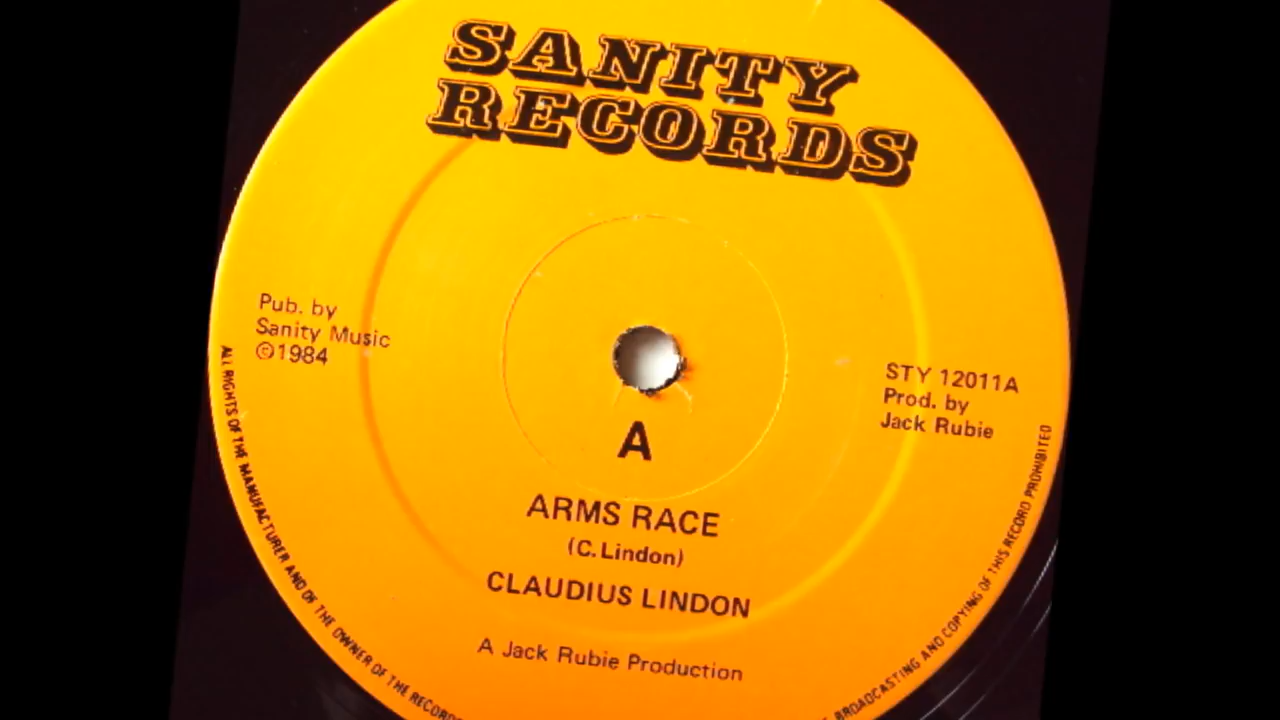 SANITY
RECORDS
Pub. by
Sanity Music
©1984
STY 12011A
Prod. by
Jack Rubie
A
ARMS RACE
(C. Lindon)
CLAUDIUS LINDON
A Jack Rubie Production
ALL RIGHTS OF THE MANUFACTURER AND OF THE OWNER OF THE RECORD
BROADCASTING AND COPYING OF THIS RECORD PROHIBITED